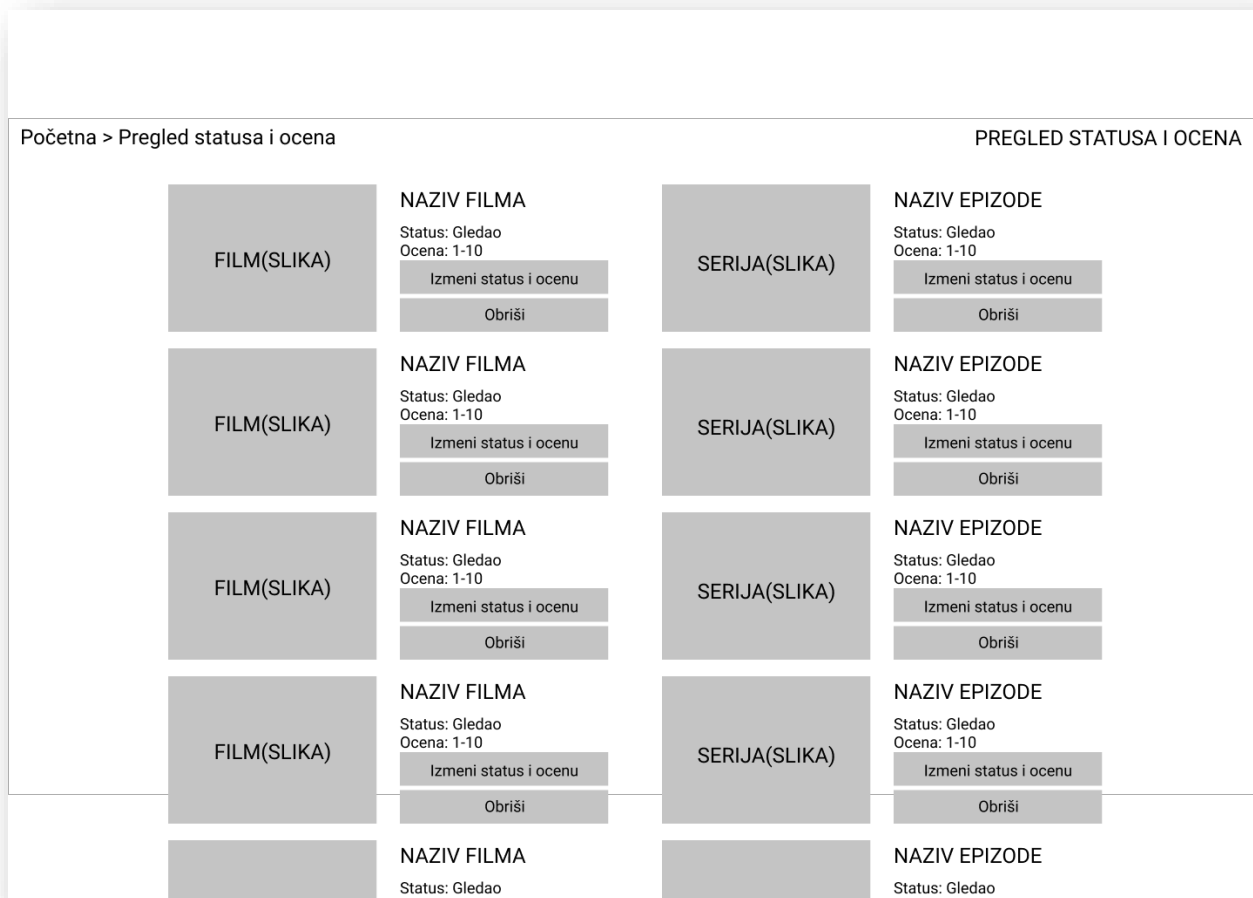 Početna > Pregled statusa i ocena
PREGLED STATUSA I OCENA
FILM(SLIKA)
NAZIV FILMA
Status: Gledao
Ocena: 1-10
Izmeni status i ocenu
Obriši
SERIJA(SLIKA)
NAZIV EPIZODE
Status: Gledao
Ocena: 1-10
Izmeni status i ocenu
Obriši
FILM(SLIKA)
NAZIV FILMA
Status: Gledao
Ocena: 1-10
Izmeni status i ocenu
Obriši
SERIJA(SLIKA)
NAZIV EPIZODE
Status: Gledao
Ocena: 1-10
Izmeni status i ocenu
Obriši
FILM(SLIKA)
NAZIV FILMA
Status: Gledao
Ocena: 1-10
Izmeni status i ocenu
Obriši
SERIJA(SLIKA)
NAZIV EPIZODE
Status: Gledao
Ocena: 1-10
Izmeni status i ocenu
Obriši
FILM(SLIKA)
NAZIV FILMA
Status: Gledao
Ocena: 1-10
Izmeni status i ocenu
Obriši
SERIJA(SLIKA)
NAZIV EPIZODE
Status: Gledao
Ocena: 1-10
Izmeni status i ocenu
Obriši
NAZIV FILMA
Status: Gledao
NAZIV EPIZODE
Status: Gledao